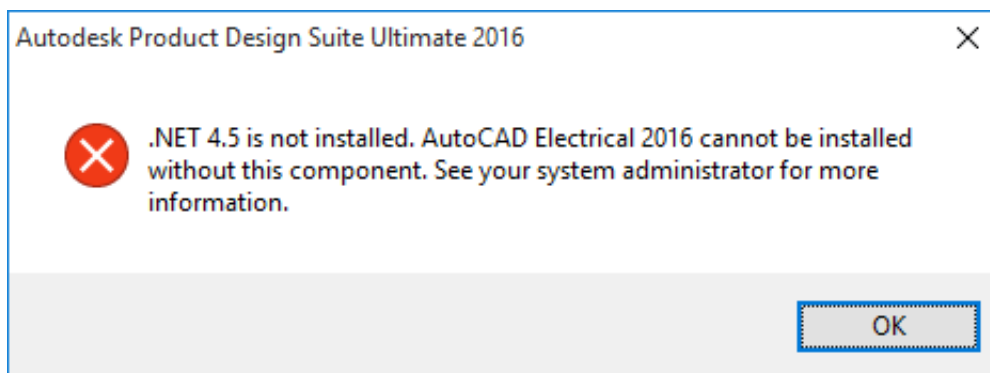 Autodesk Product Design Suite Ultimate 2016
.NET 4.5 is not installed. AutoCAD Electrical 2016 cannot be installed
without this component. See your system administrator for more
information.
OK